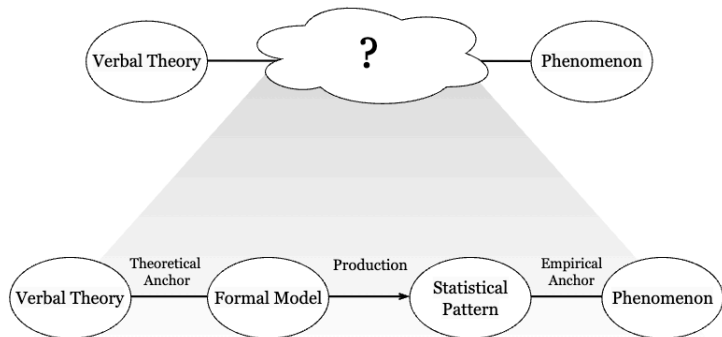 ?
Verbal Theory
Phenomenon
Theoretical
Anchor
Production
Empirical
Anchor
Verbal Theory
Formal Model
Statistical
Pattern
Phenomenon